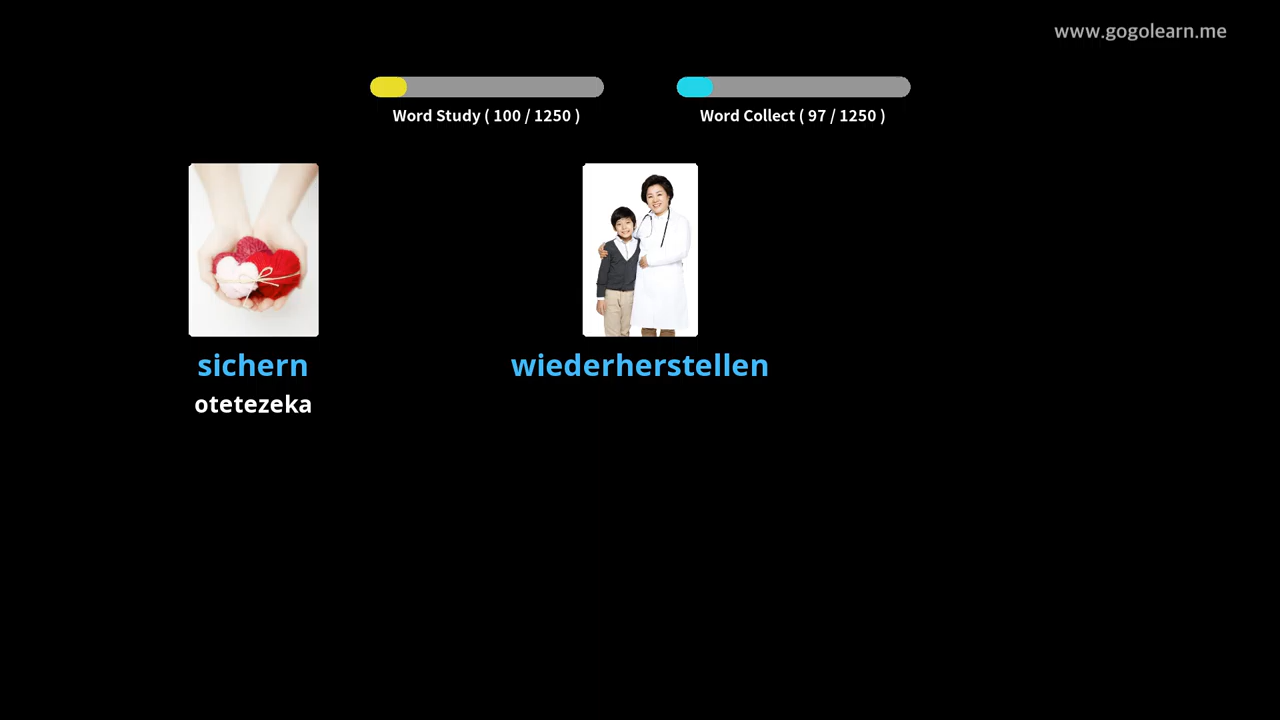 www.gogolearn.me
Word Study ( 100 / 1250 )
Word Collect ( 97 / 1250 )
sichern
otetezeka
wiederherstellen